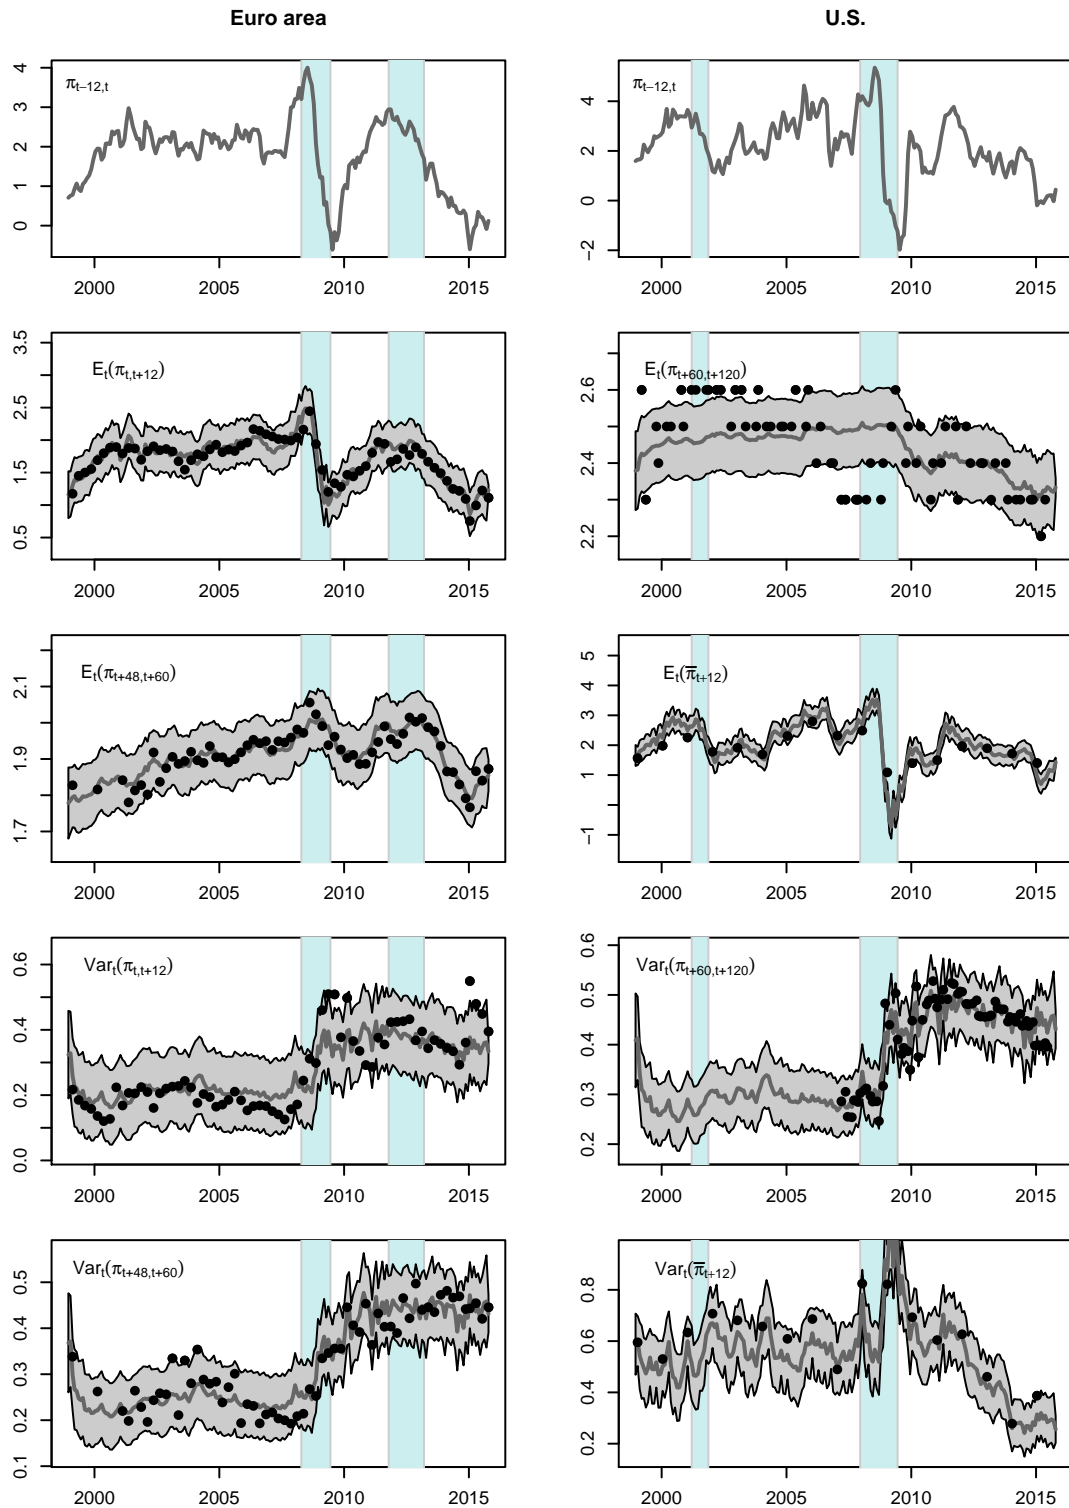 Euro area
U.S.
π_{t−12,t}
4
3
2
1
0
2000 2005 2010 2015
π_{t−12,t}
4
2
0
−2
2000 2005 2010 2015
E_t(π_{t,t+12})
3.5
2.5
1.5
0.5
2000 2005 2010 2015
E_t(π_{t+60,t+120})
2.6
2.4
2.2
2000 2005 2010 2015
E_t(π_{t+48,t+60})
2.1
1.9
1.7
2000 2005 2010 2015
E_t(π̅_{t+12})
5
4
3
2
1
−1
2000 2005 2010 2015
Var_t(π_{t,t+12})
0.6
0.4
0.2
0.0
2000 2005 2010 2015
Var_t(π_{t+60,t+120})
0.6
0.5
0.4
0.3
0.2
2000 2005 2010 2015
Var_t(π_{t+48,t+60})
0.5
0.4
0.3
0.2
0.1
2000 2005 2010 2015
Var_t(π̅_{t+12})
0.8
0.6
0.4
0.2
2000 2005 2010 2015